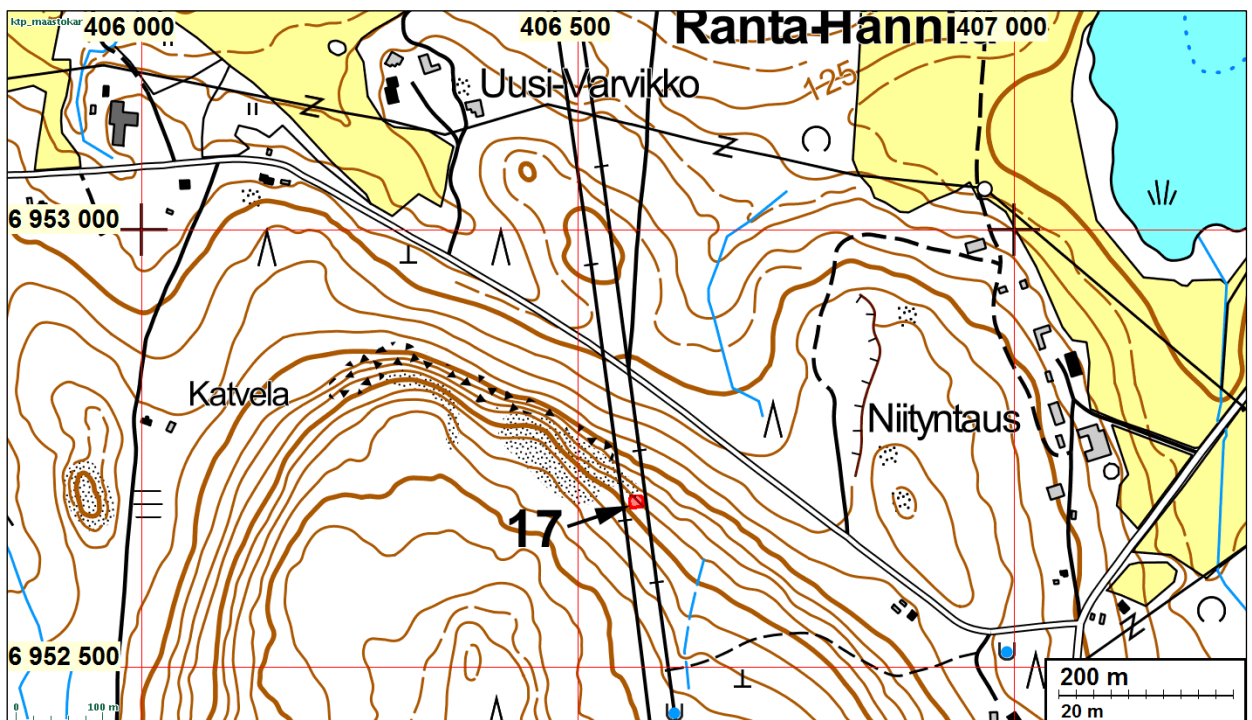 ktp_maastokar
406 000
406 500
Ranta-Hänni
407 000
Uusi-Varvikko
125
6 953 000
Katvela
Niityntaus
17
6 952 500
200 m
20 m
0 100 m